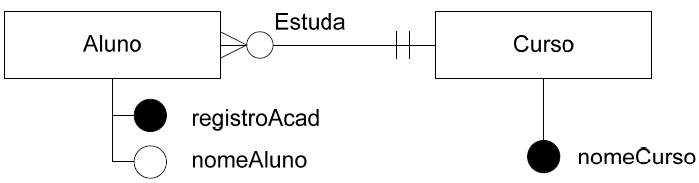 Estuda
Aluno
Curso
registroAcad
nomeAluno
nomeCurso